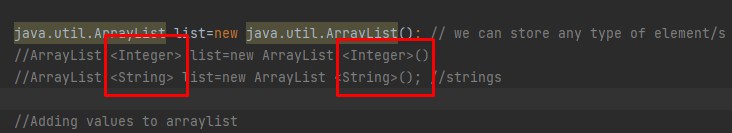 java.util.ArrayList list=new java.util.ArrayList(); // we can store any type of element/s
//ArrayList <Integer> list=new ArrayList <Integer>()
//ArrayList <String> list=new ArrayList <String>(); //strings
//Adding values to arraylist